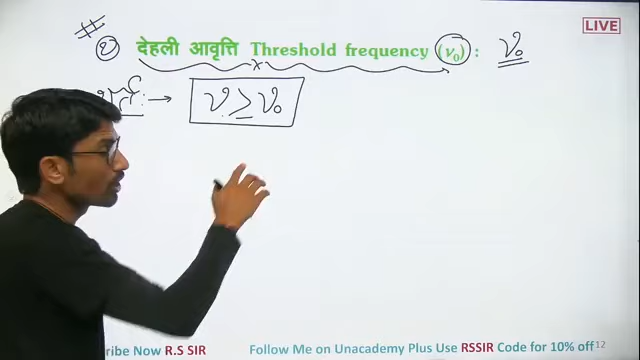 LIVE
देहली आवृत्ति Threshold frequency (ν₀) : ν₀
→ ν ≥ ν₀
ribe Now R.S SIR Follow Me on Unacademy Plus Use RSSIR Code for 10% off 12